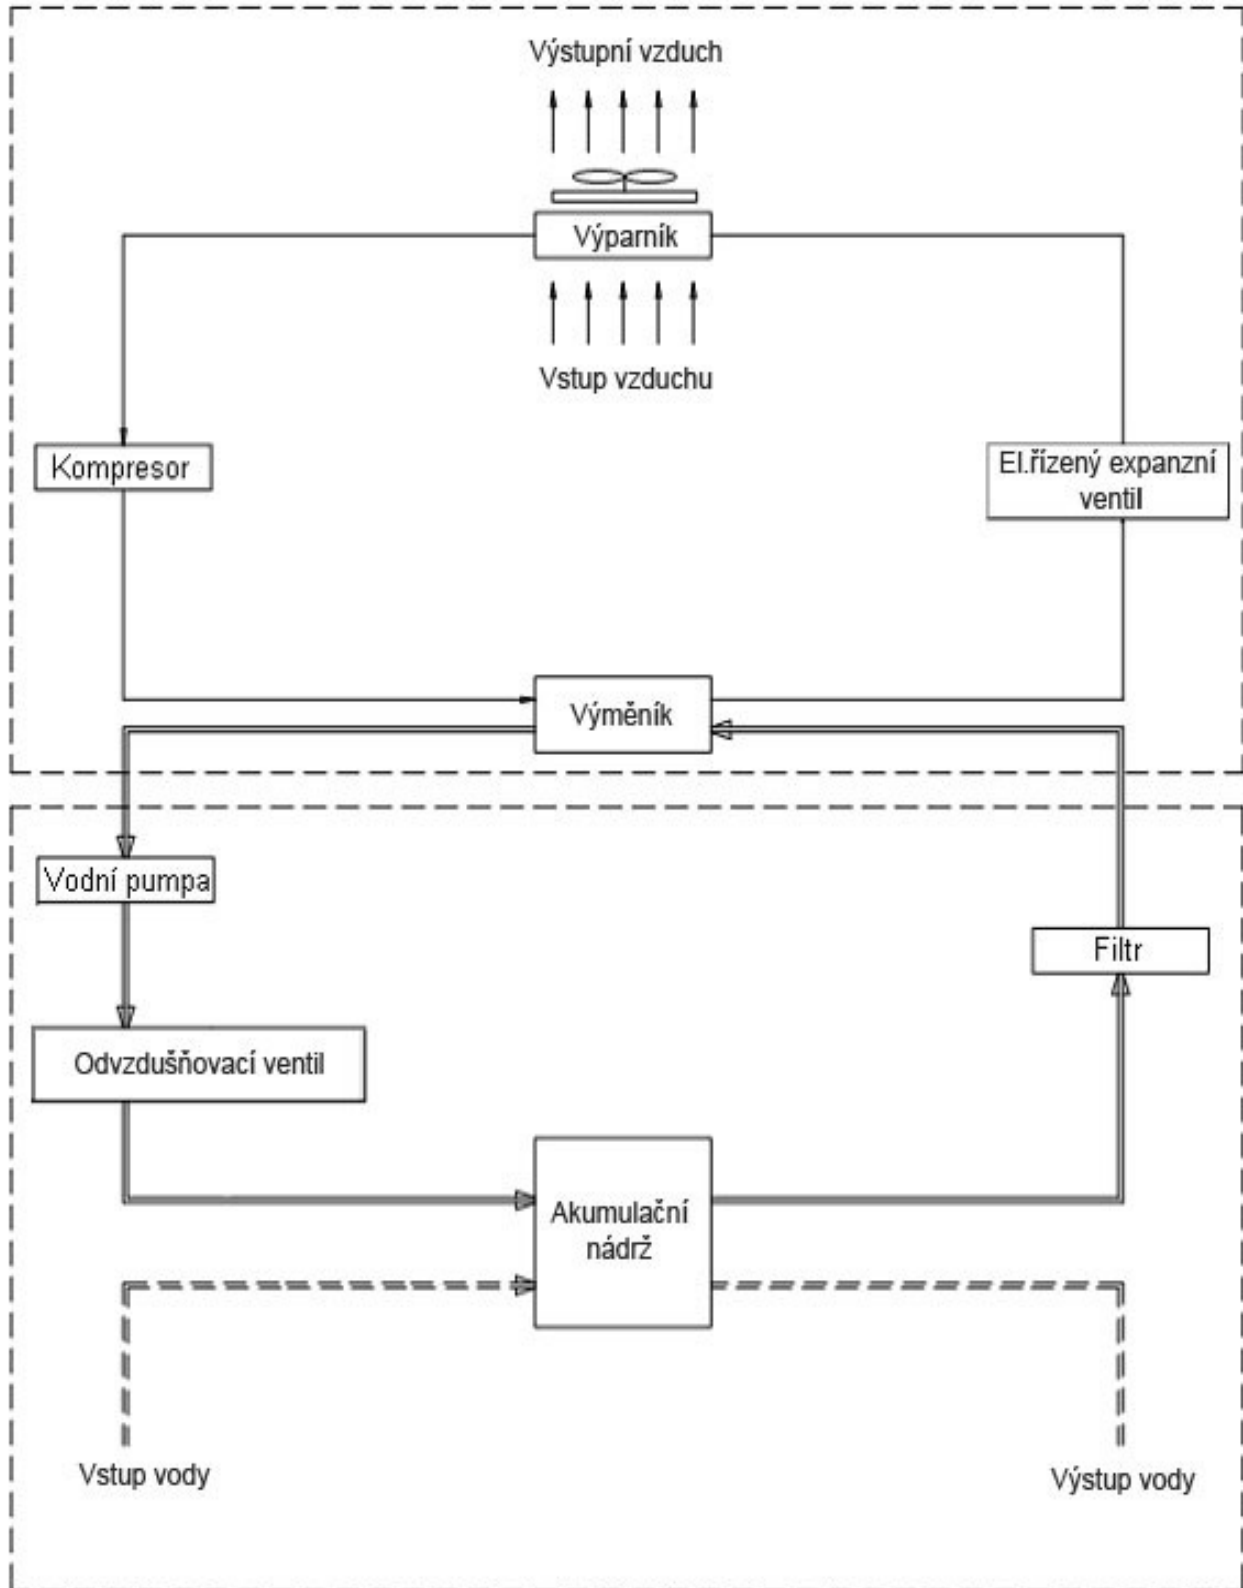 Výstupní vzduch
Výparník
Vstup vzduchu
Kompresor
El.řízený expanzní
ventil
Výměník
Vodní pumpa
Filtr
Odvzdušňovací ventil
Akumulační
nádrž
Vstup vody
Výstup vody